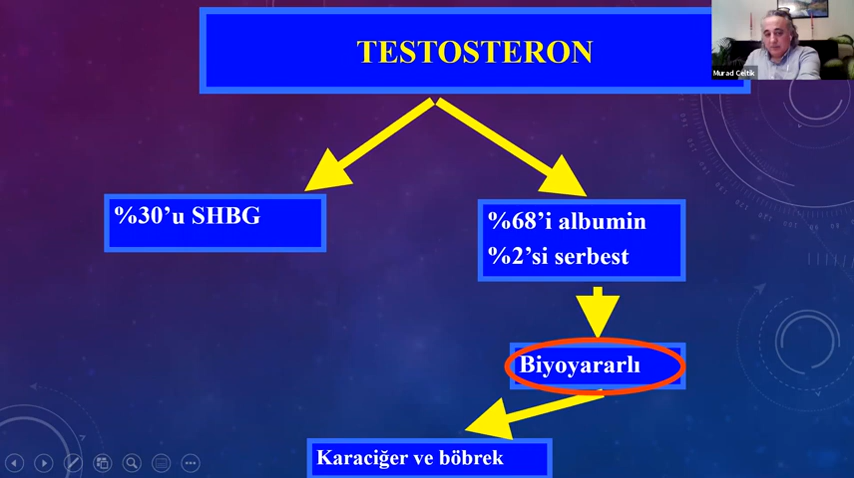 TESTOSTERON
Murad Çeltik
%30'u SHBG
%68'i albumin
%2'si serbest
Biyoyararlı
Karaciğer ve böbrek